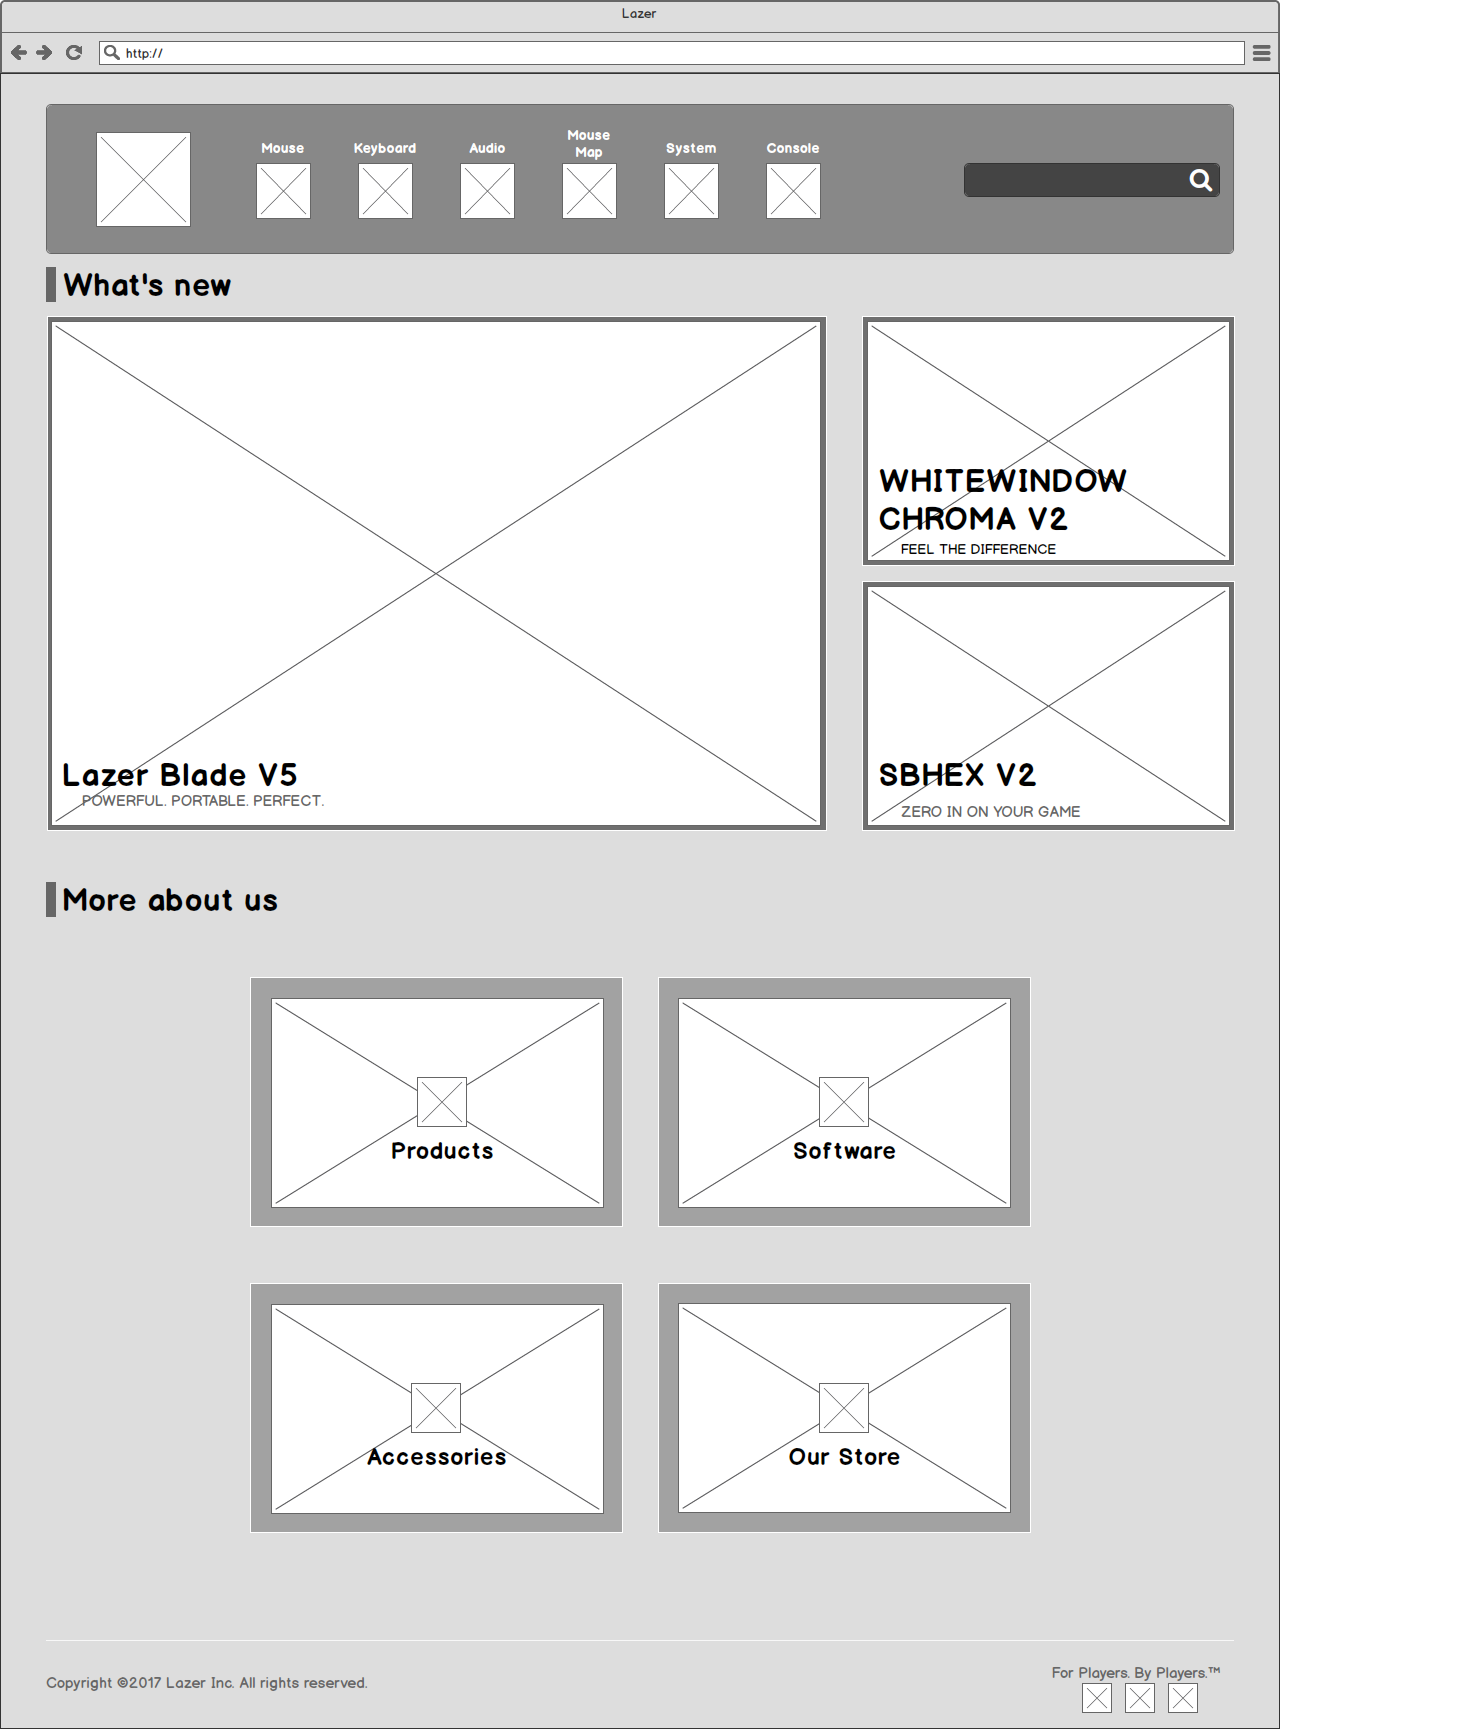 Lazer
http://
Mouse
Keyboard
Audio
Mouse
Map
System
Console
What's new
WHITEWINDOW
CHROMA V2
FEEL THE DIFFERENCE
Lazer Blade V5
POWERFUL. PORTABLE. PERFECT.
SBHEX V2
ZERO IN ON YOUR GAME
More about us
Products
Software
Accessories
Our Store
Copyright ©2017 Lazer Inc. All rights reserved.
For Players. By Players.™